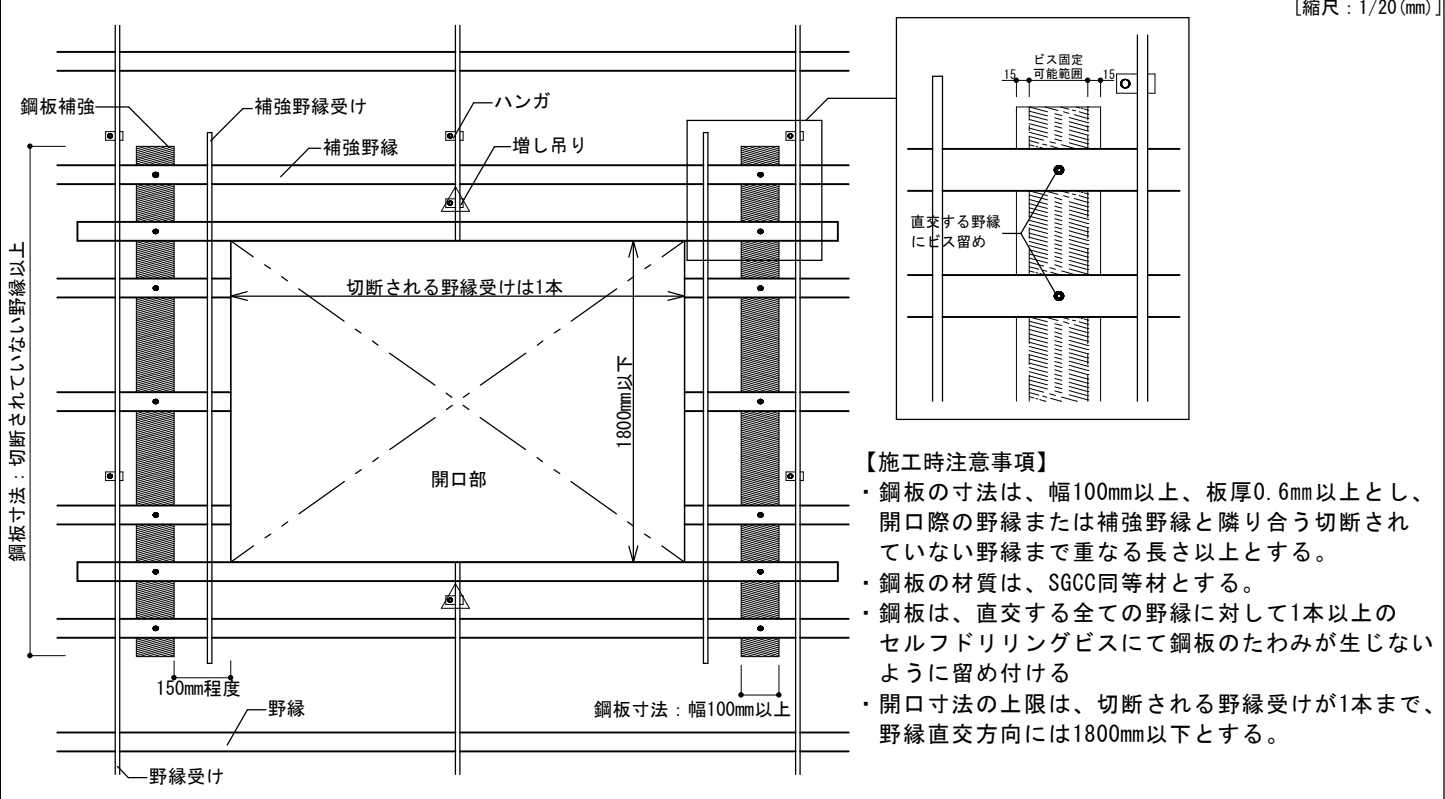 [縮尺：1/20(mm)]
鋼板補強
補強野縁受け
ハンガ
補強野縁
増し吊り
ビス固定
15 可能範囲 15
直交する野縁
にビス留め
鋼板寸法：切断されていない野縁以上
切断される野縁受けは1本
1800mm以下
開口部
150mm程度
鋼板寸法：幅100mm以上
野縁
野縁受け
【施工時注意事項】
・鋼板の寸法は、幅100mm以上、板厚0.6mm以上とし、
開口際の野縁または補強野縁と隣り合う切断され
ていない野縁まで重なる長さ以上とする。
・鋼板の材質は、SGCC同等材とする。
・鋼板は、直交する全ての野縁に対して1本以上の
セルフドリリングビスにて鋼板のたわみが生じない
ように留め付ける
・開口寸法の上限は、切断される野縁受けが1本まで、
野縁直交方向には1800mm以下とする。